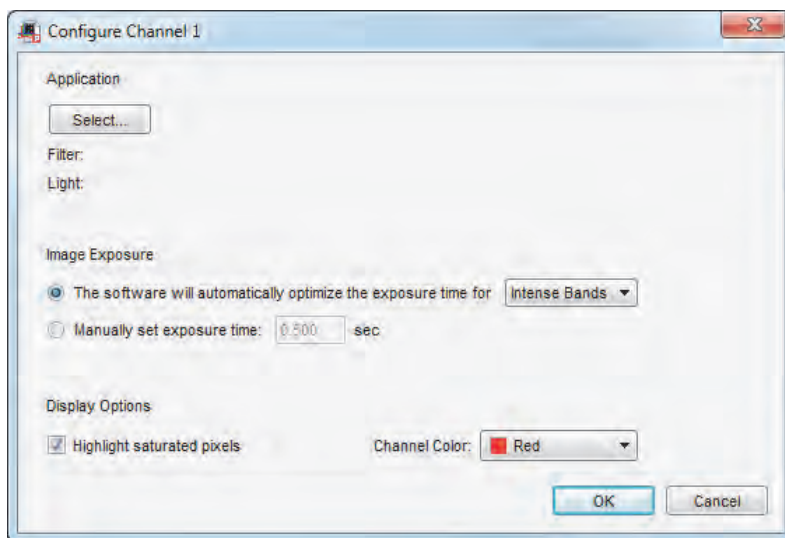 Configure Channel 1
Application
Select...
Filter:
Light:
Image Exposure
The software will automatically optimize the exposure time for Intense Bands
Manually set exposure time: 0.500 sec
Display Options
Highlight saturated pixels Channel Color: Red
OK Cancel